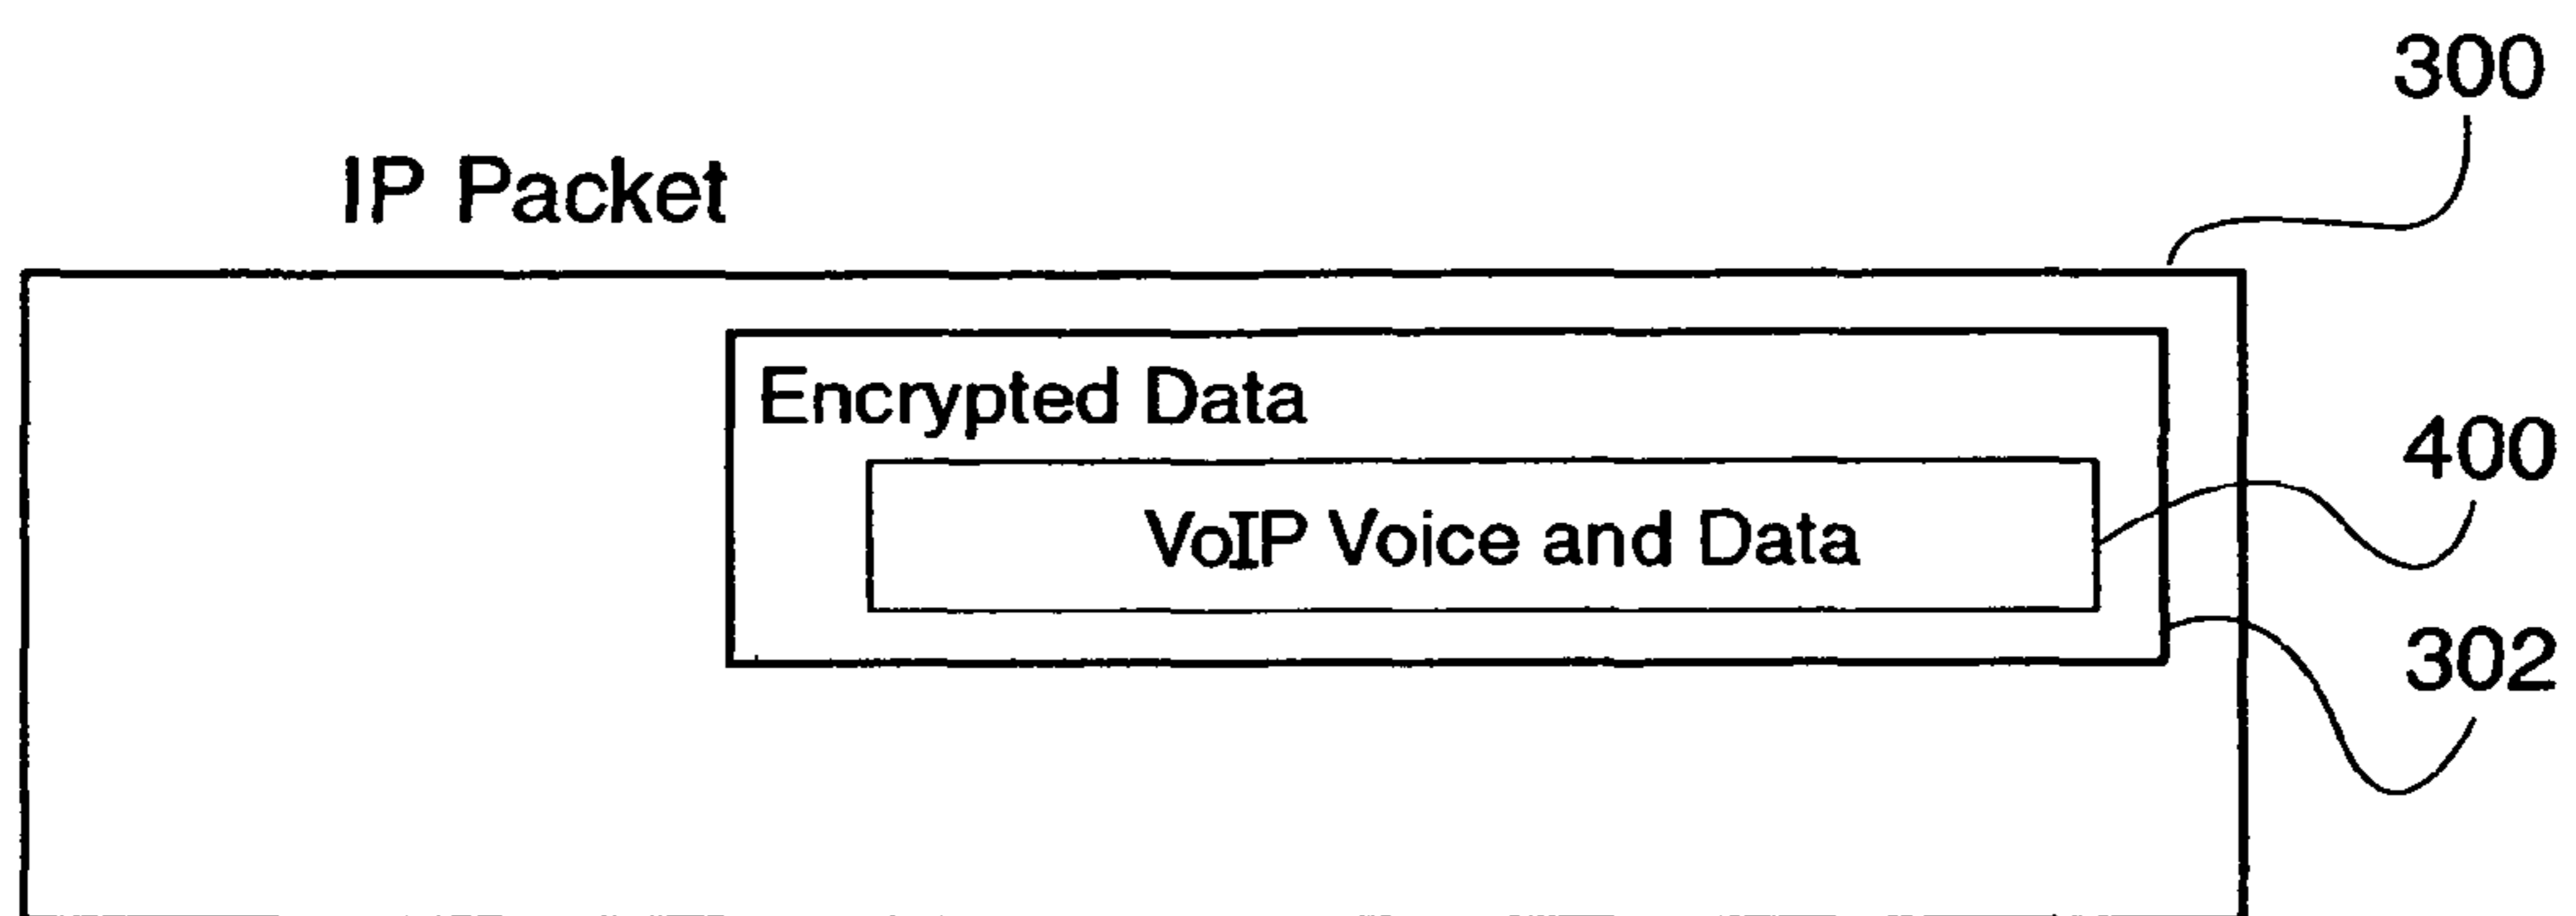 300
IP Packet
Encrypted Data
400
VoIP Voice and Data
302